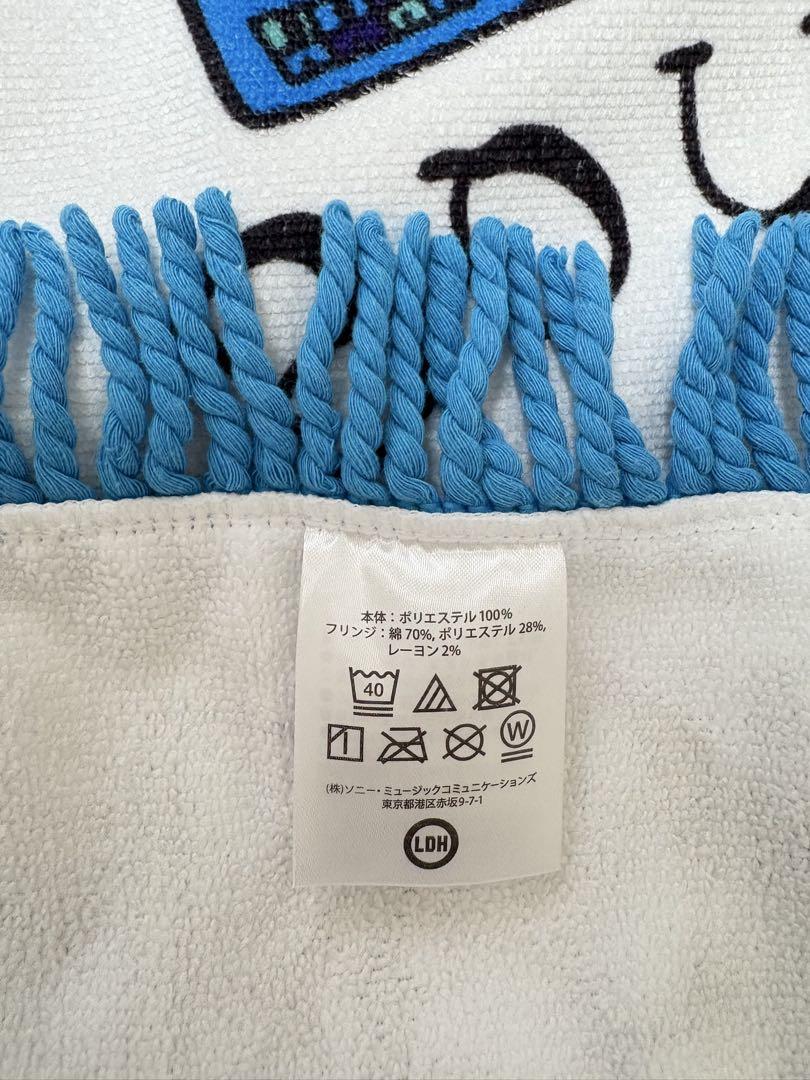 本体：ポリエステル 100%
フリンジ：綿 70%, ポリエステル 28%,
レーヨン 2%
40
W
(株)ソニー・ミュージックコミュニケーションズ
東京都港区赤坂9-7-1
LDH